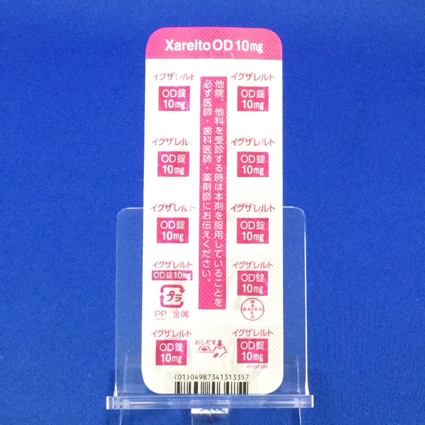 Xarelto OD 10mg
イグザレルト イグザレルト
OD錠 OD錠
10mg 10mg
イグザレルト イグザレルト
OD錠 OD錠
10mg 10mg
イグザレルト イグザレルト
OD錠 OD錠
10mg 10mg
イグザレルト イグザレルト
OD錠10mg OD錠
10mg
プラ
PP 金属
BAYER
BAYER
イグザレルト イグザレルト
OD錠 OD錠
10mg 10mg
おしだす
他院、他科を受診する時は本剤を服用していることを
必ず医師・歯科医師・薬剤師にお伝えください。
(01)04987341313357